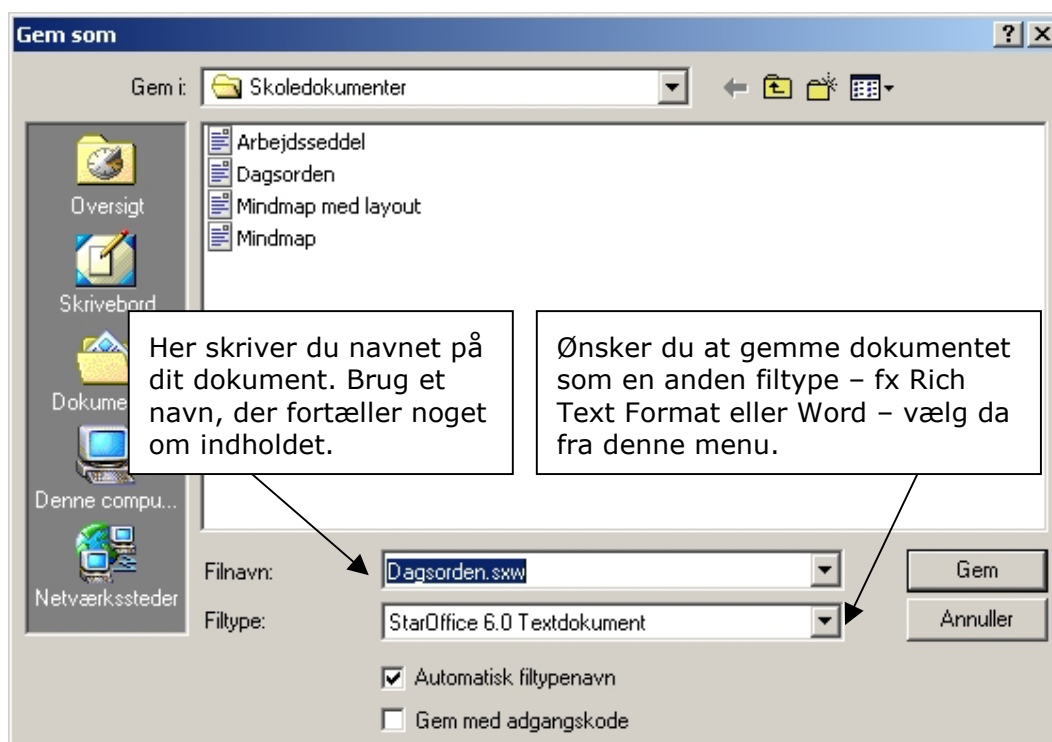 Gem som
Gem i: Skoledokumenter
Arbejdsseddel
Dagsorden
Mindmap med layout
Mindmap
Oversigt
Skrivebord
Dokume
Denne compu...
Netværkssteder
Her skriver du navnet på
dit dokument. Brug et
navn, der fortæller noget
om indholdet.
Ønsker du at gemme dokumentet
som en anden filtype – fx Rich
Text Format eller Word – vælg da
fra denne menu.
Filnavn: Dagsorden.sxw Gem
Filtype: StarOffice 6.0 Textdokument Annuller
Automatisk filtypenavn
Gem med adgangskode